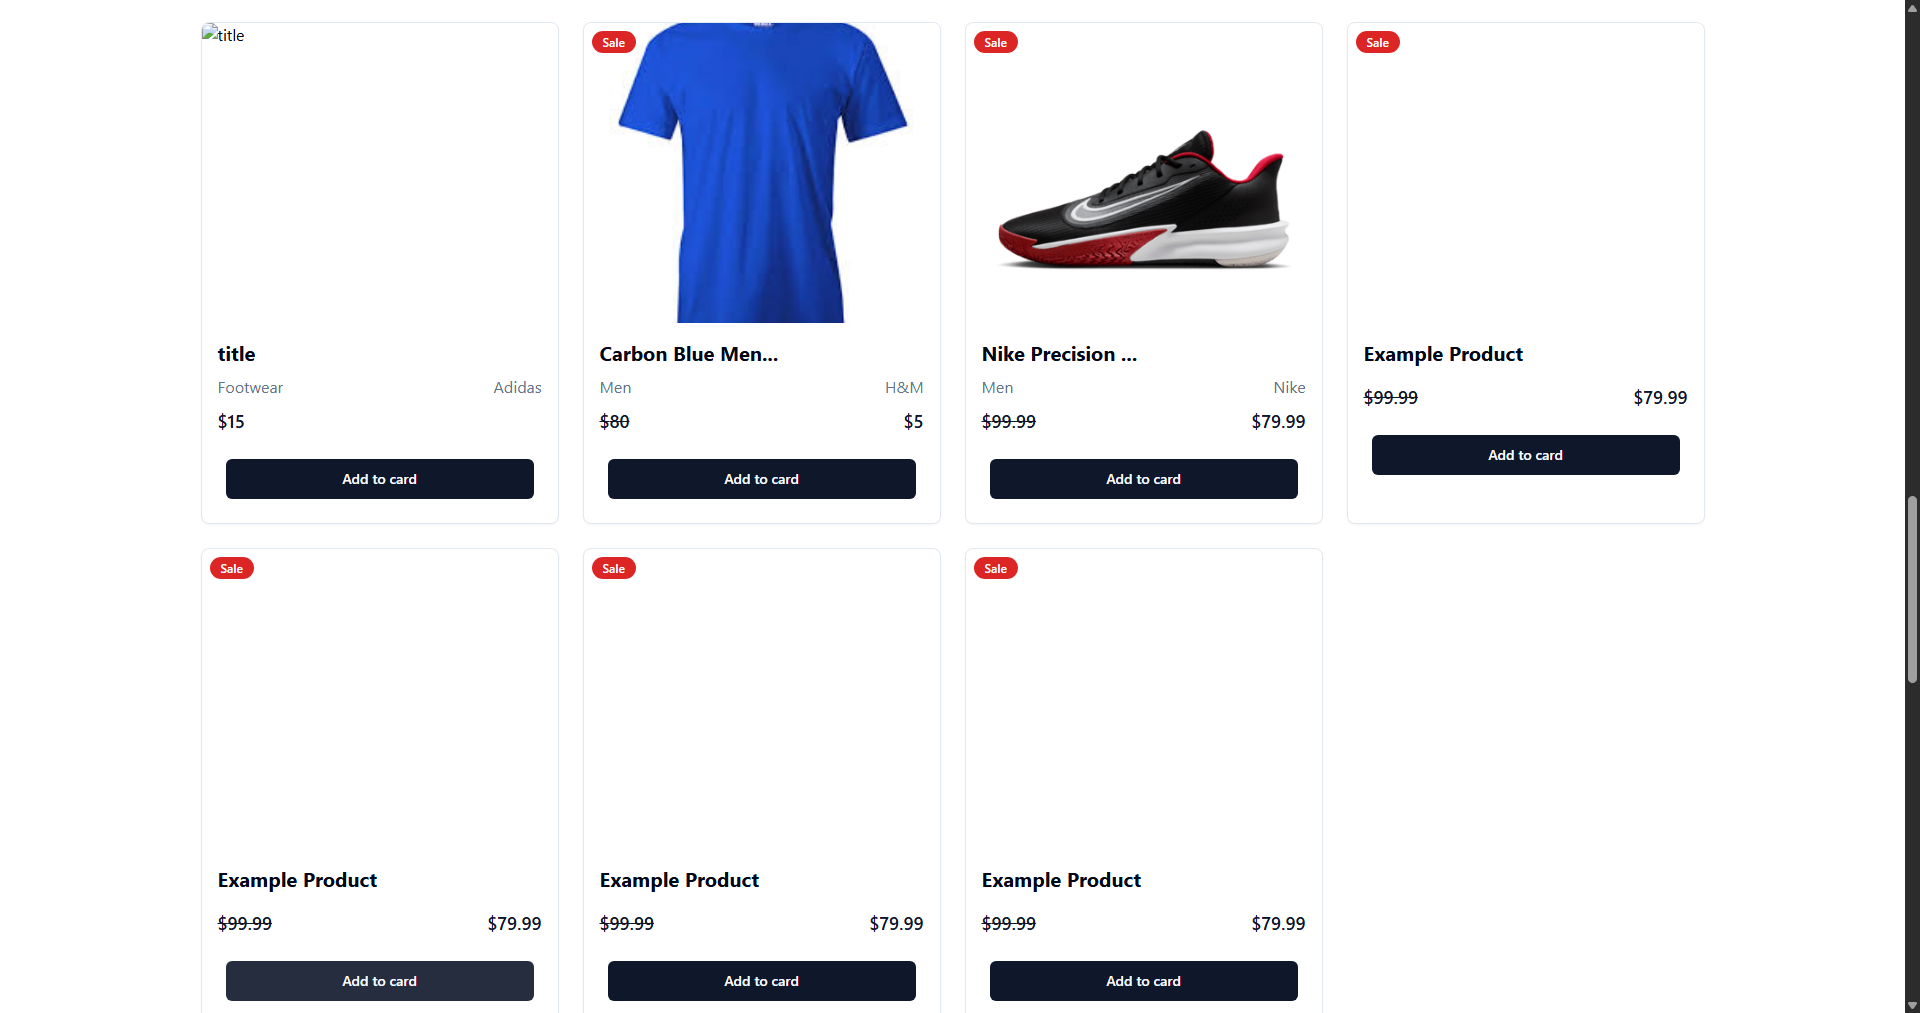 title
Sale
Sale
Sale
title
Footwear Adidas
$15
Add to card
Carbon Blue Men...
Men H&M
$80 $5
Add to card
Nike Precision ...
Men Nike
$99.99 $79.99
Add to card
Example Product
$99.99 $79.99
Add to card
Sale
Example Product
$99.99 $79.99
Add to card
Sale
Example Product
$99.99 $79.99
Add to card
Sale
Example Product
$99.99 $79.99
Add to card